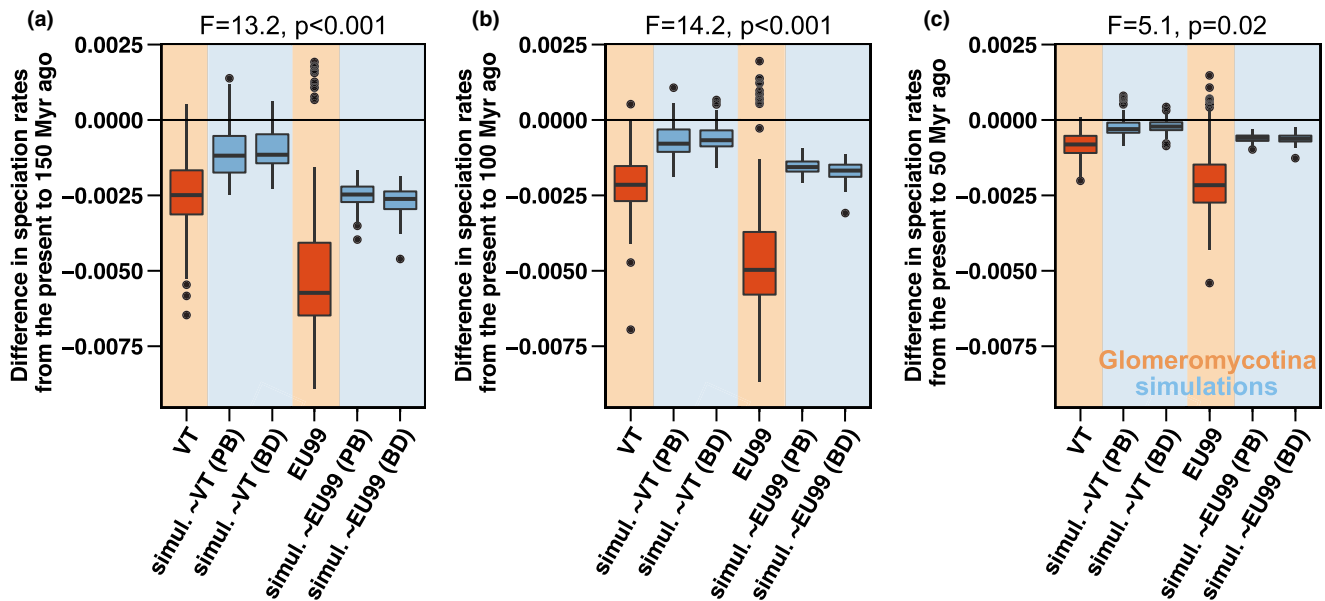 (a)
F=13.2, p<0.001
Difference in speciation rates
from the present to 150 Myr ago
0.0025
0.0000
−0.0025
−0.0050
−0.0075
VT
simul. ~VT (PB)
simul. ~VT (BD)
EU99
simul. ~EU99 (PB)
simul. ~EU99 (BD)
(b)
F=14.2, p<0.001
Difference in speciation rates
from the present to 100 Myr ago
0.0025
0.0000
−0.0025
−0.0050
−0.0075
VT
simul. ~VT (PB)
simul. ~VT (BD)
EU99
simul. ~EU99 (PB)
simul. ~EU99 (BD)
(c)
F=5.1, p=0.02
Difference in speciation rates
from the present to 50 Myr ago
0.0025
0.0000
−0.0025
−0.0050
−0.0075
Glomeromycotina
simulations
VT
simul. ~VT (PB)
simul. ~VT (BD)
EU99
simul. ~EU99 (PB)
simul. ~EU99 (BD)